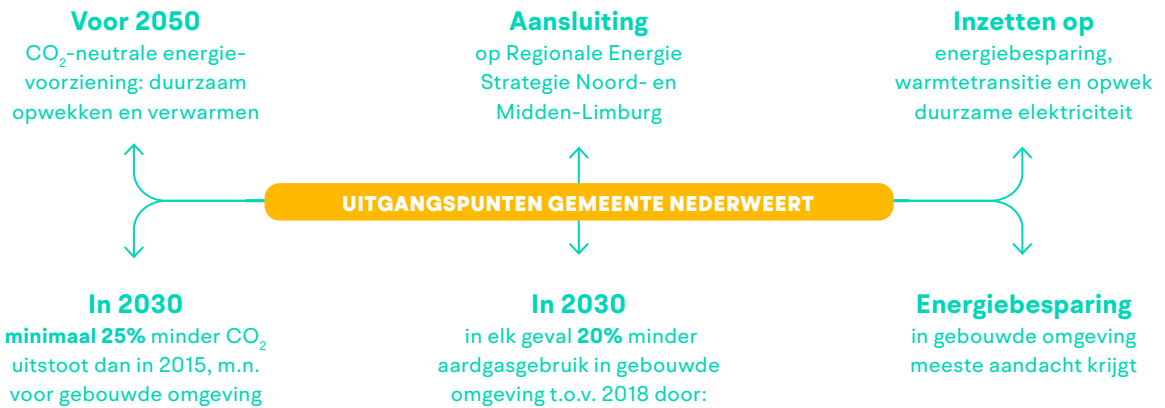 Voor 2050
CO₂-neutrale energie-
voorziening: duurzaam
opwekken en verwarmen
Aansluiting
op Regionale Energie
Strategie Noord- en
Midden-Limburg
Inzetten op
energiebesparing,
warmtetransitie en opwek
duurzame elektriciteit
UITGANGSPUNTEN GEMEENTE NEDERWEERT
In 2030
minimaal 25% minder CO₂
uitstoot dan in 2015, m.n.
voor gebouwde omgeving
In 2030
in elk geval 20% minder
aardgasgebruik in gebouwde
omgeving t.o.v. 2018 door:
Energiebesparing
in gebouwde omgeving
meeste aandacht krijgt